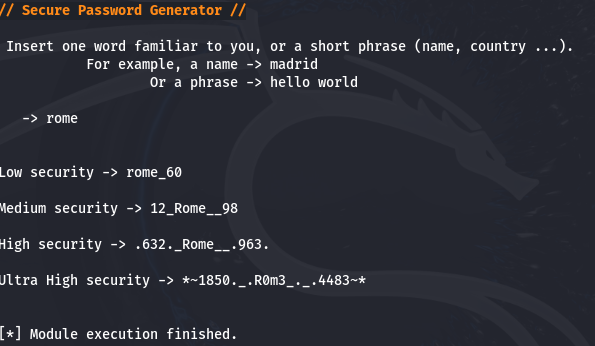 // Secure Password Generator //
Insert one word familiar to you, or a short phrase (name, country ...).
For example, a name -> madrid
Or a phrase -> hello world
-> rome
Low security -> rome_60
Medium security -> 12_Rome__98
High security -> .632._Rome__.963.
Ultra High security -> *~1850._.R0m3_._.4483~*
[*] Module execution finished.